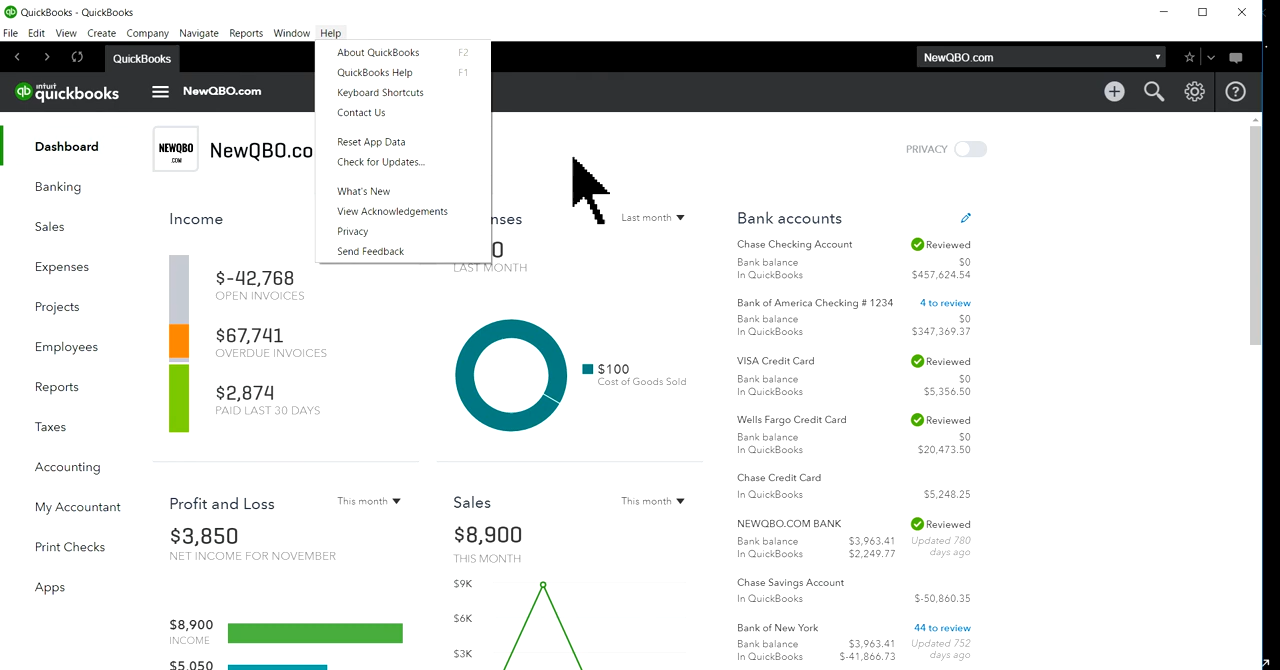 QuickBooks - QuickBooks
File Edit View Create Company Navigate Reports Window Help
QuickBooks
NewQBO.com
intuit
quickbooks
NewQBO.com
About QuickBooks F2
QuickBooks Help F1
Keyboard Shortcuts
Contact Us
Reset App Data
Check for Updates...
What's New
View Acknowledgements
Privacy
Send Feedback
Dashboard
Banking
Sales
Expenses
Projects
Employees
Reports
Taxes
Accounting
My Accountant
Print Checks
Apps
NEWQBO
.COM
NewQBO.co
PRIVACY
Income
$-42,768
OPEN INVOICES
$67,741
OVERDUE INVOICES
$2,874
PAID LAST 30 DAYS
nses
Last month
0
LAST MONTH
$100
Cost of Goods Sold
Profit and Loss
This month
$3,850
NET INCOME FOR NOVEMBER
$8,900
INCOME
$5,050
Sales
This month
$8,900
THIS MONTH
$9K
$6K
$3K
Bank accounts
Chase Checking Account Reviewed
Bank balance $0
In QuickBooks $457,624.54
Bank of America Checking # 1234 4 to review
Bank balance $0
In QuickBooks $347,369.37
VISA Credit Card Reviewed
Bank balance $0
In QuickBooks $5,356.50
Wells Fargo Credit Card Reviewed
Bank balance $0
In QuickBooks $20,473.50
Chase Credit Card
In QuickBooks $5,248.25
NEWQBO.COM BANK Reviewed
Bank balance $3,963.41 Updated 780
In QuickBooks $2,249.77 days ago
Chase Savings Account
In QuickBooks $-50,860.35
Bank of New York 44 to review
Bank balance $3,963.41 Updated 752
In QuickBooks $-41,866.73 days ago